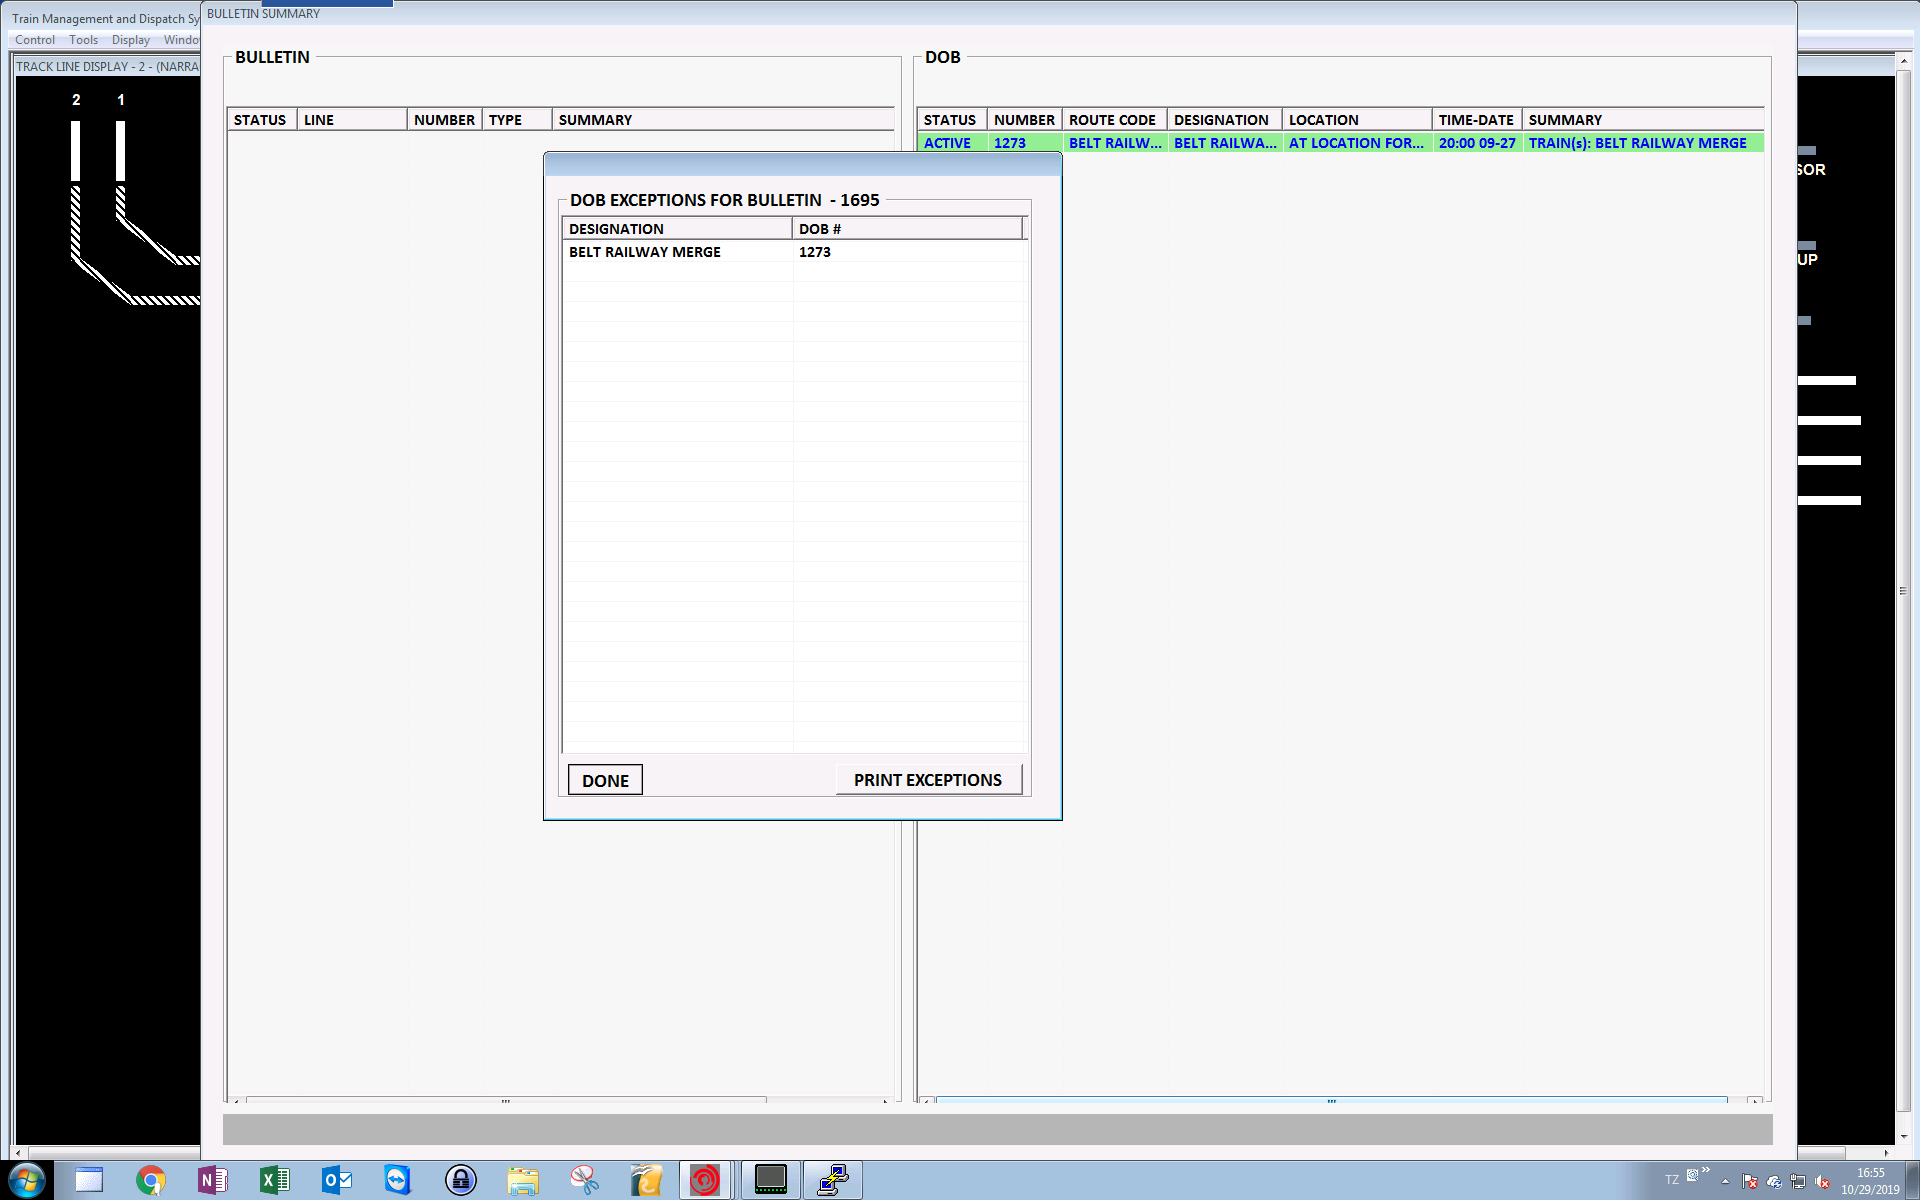 Train Management and Dispatch Sy
BULLETIN SUMMARY
Control Tools Display Windo
TRACK LINE DISPLAY - 2 - (NARRA
2 1
BULLETIN
STATUS LINE NUMBER TYPE SUMMARY
DOB
STATUS NUMBER ROUTE CODE DESIGNATION LOCATION TIME-DATE SUMMARY
ACTIVE 1273 BELT RAILW... BELT RAILWA... AT LOCATION FOR... 20:00 09-27 TRAIN(s): BELT RAILWAY MERGE
SOR
UP
DOB EXCEPTIONS FOR BULLETIN - 1695
DESIGNATION DOB #
BELT RAILWAY MERGE 1273
DONE PRINT EXCEPTIONS
TZ
16:55
10/29/2019